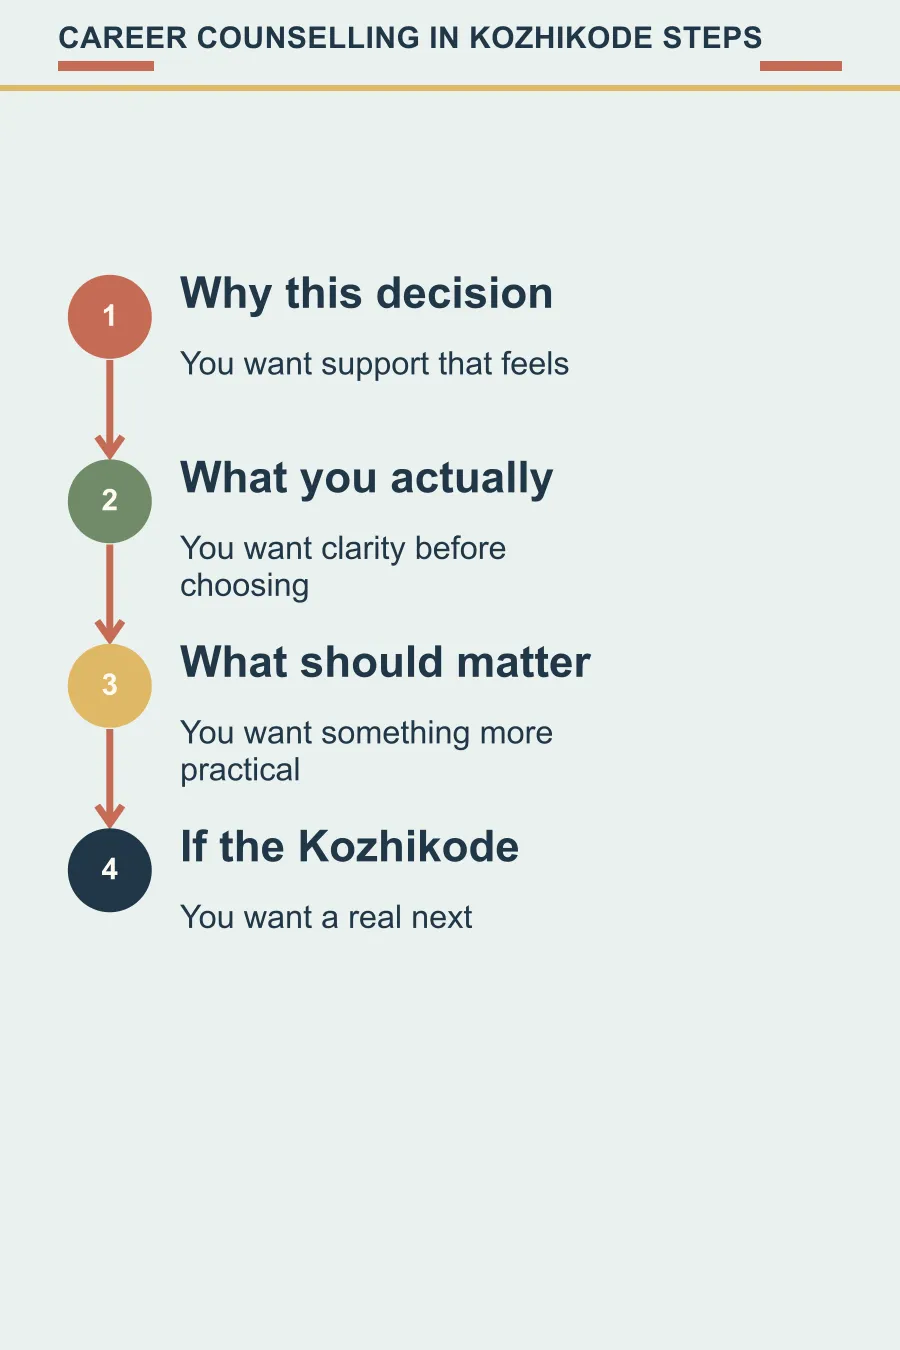 CAREER COUNSELLING IN KOZHIKODE STEPS
1
Why this decision
You want support that feels
2
What you actually
You want clarity before
choosing
3
What should matter
You want something more
practical
4
If the Kozhikode
You want a real next